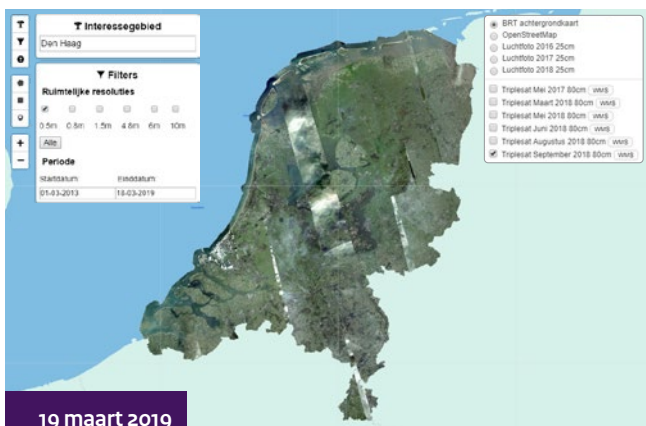 Interessegebied
Den Haag
Filters
Ruimtelijke resoluties
0.5m 0.8m 1.5m 4.8m 6m 10m
Alle
Periode
Startdatum: Einddatum:
01-03-2013 18-03-2019
BRT achtergrondkaart
OpenStreetMap
Luchtfoto 2016 25cm
Luchtfoto 2017 25cm
Luchtfoto 2018 25cm
Triplesat Mei 2017 80cm WMS
Triplesat Maart 2018 80cm WMS
Triplesat Mei 2018 80cm WMS
Triplesat Juni 2018 80cm WMS
Triplesat Augustus 2018 80cm WMS
Triplesat September 2018 80cm WMS
19 maart 2019